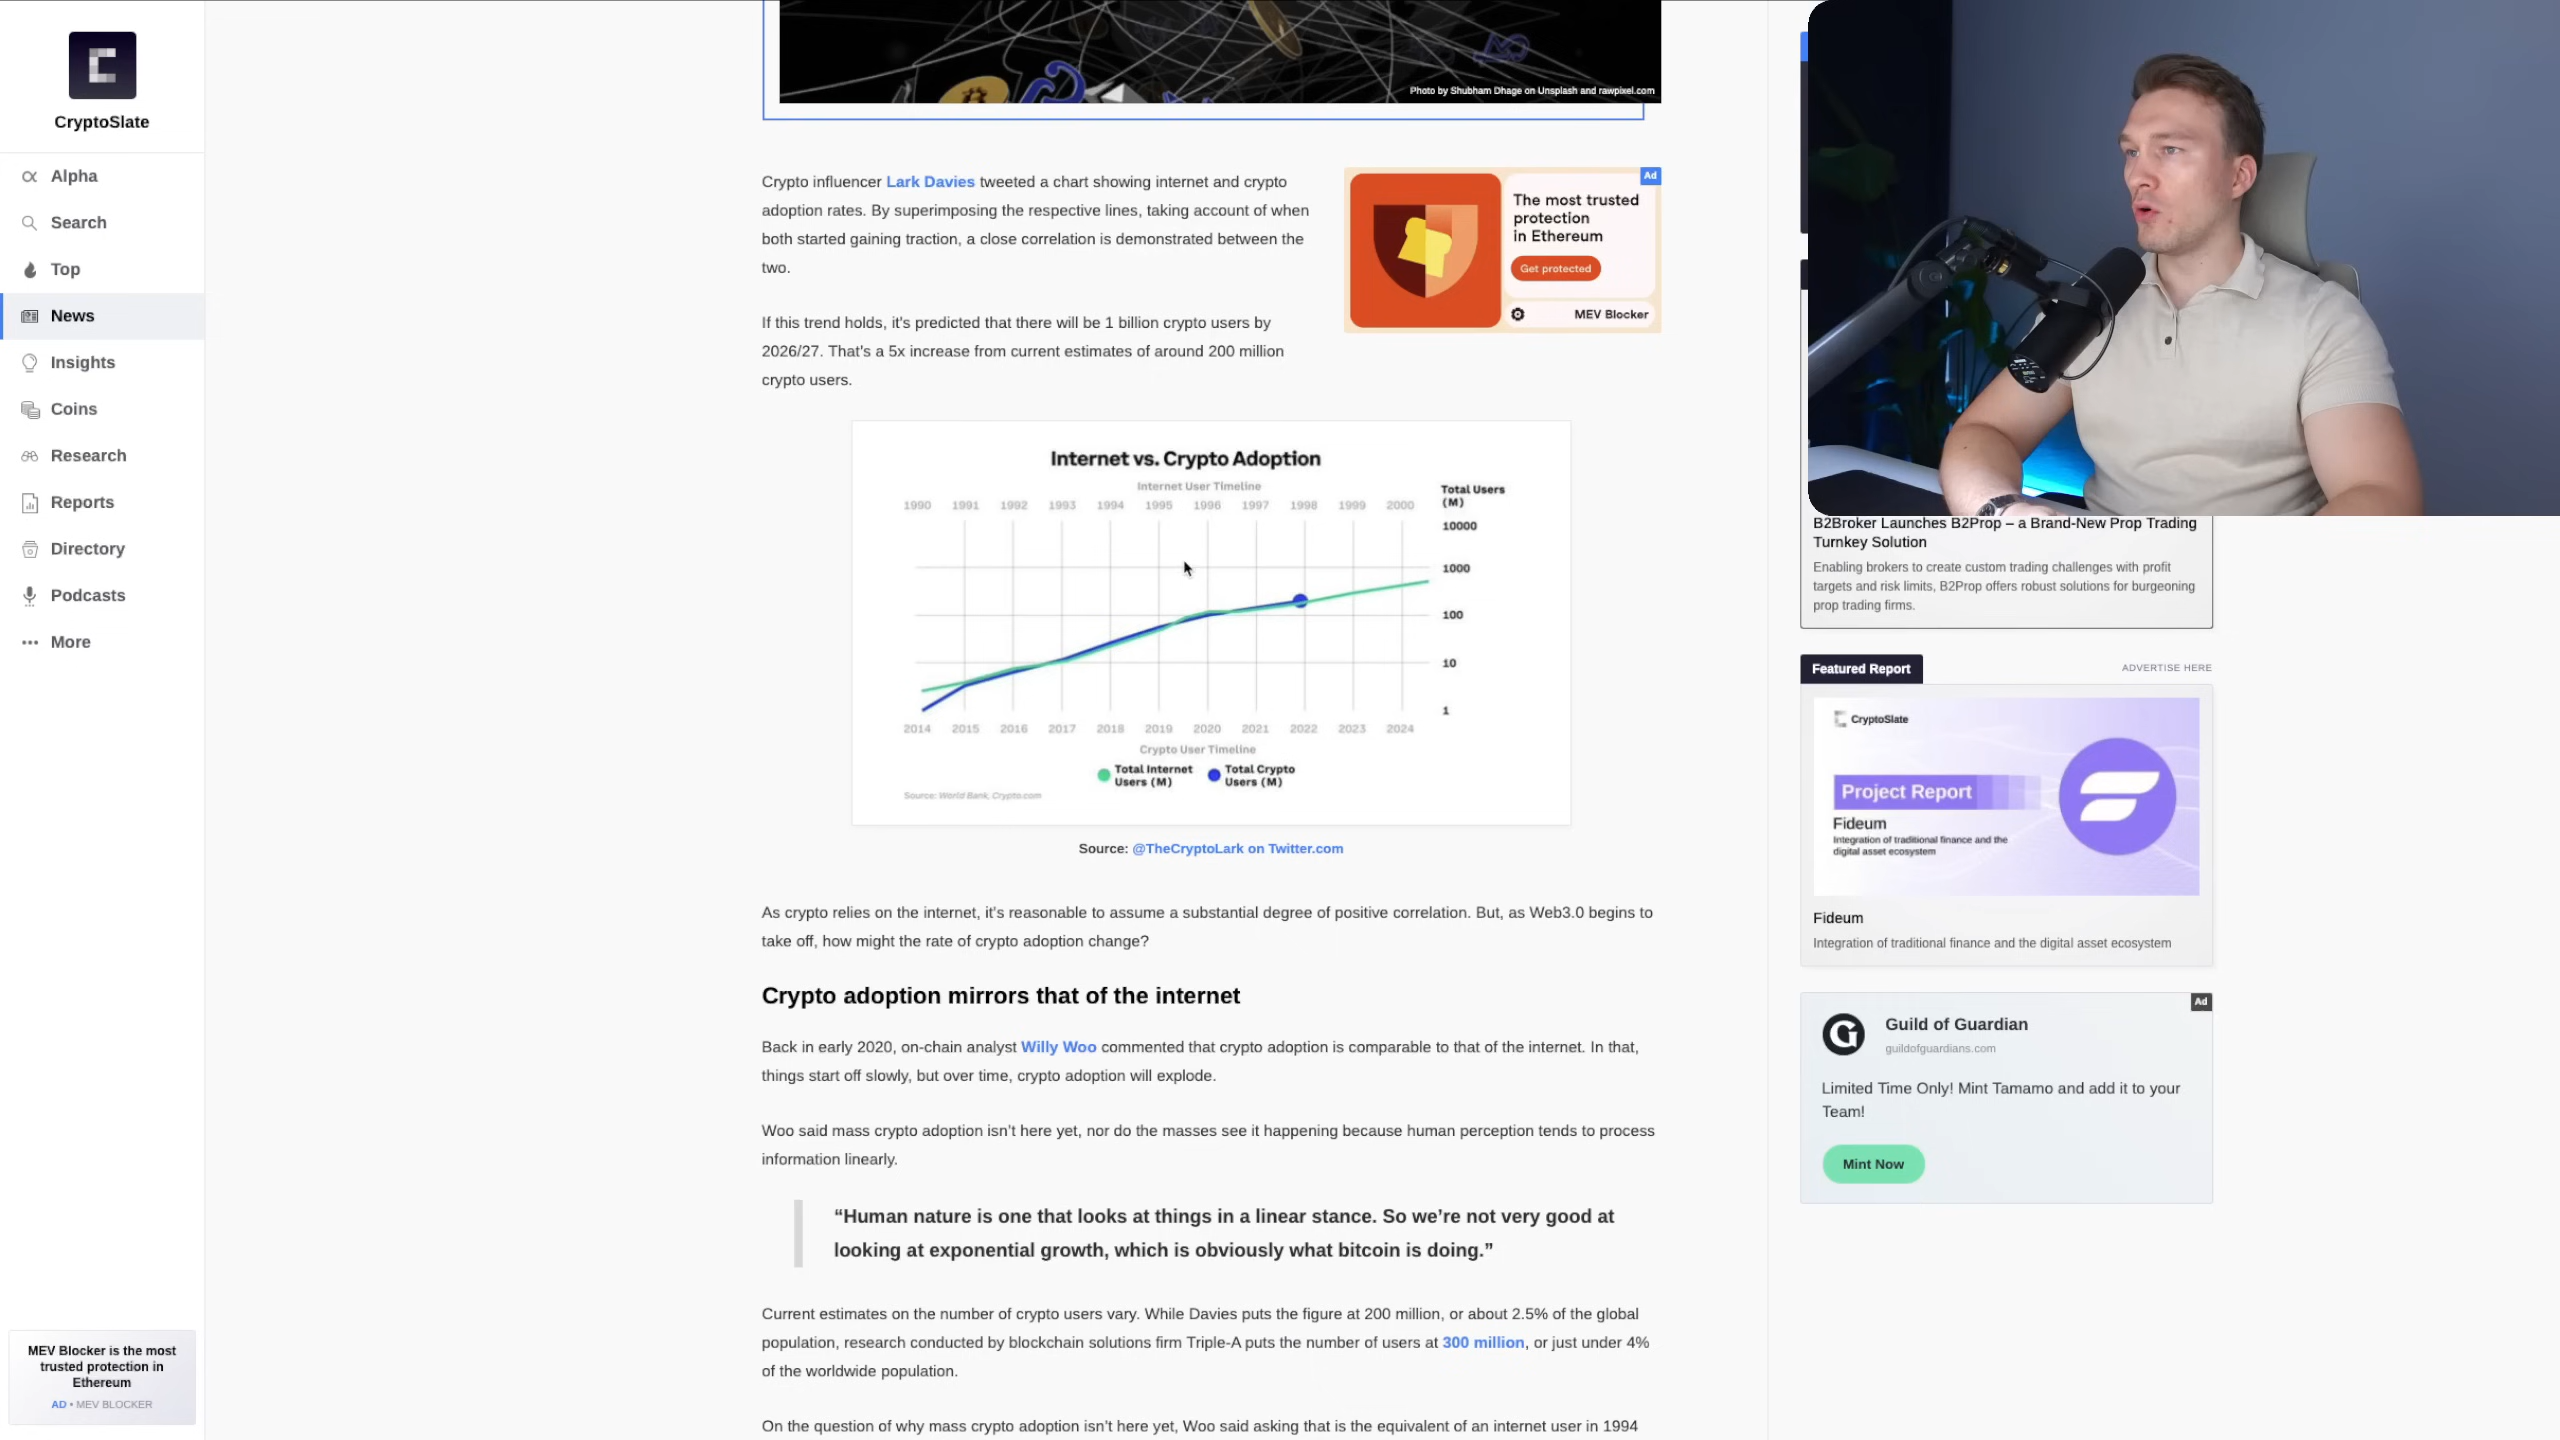 CryptoSlate
Alpha
Search
Top
News
Insights
Coins
Research
Reports
Directory
Podcasts
More
MEV Blocker is the most
trusted protection in
Ethereum
AD • MEV BLOCKER
Photo by Shubham Dhage on Unsplash and rawpixel.com
Crypto influencer Lark Davies tweeted a chart showing internet and crypto
adoption rates. By superimposing the respective lines, taking account of when
both started gaining traction, a close correlation is demonstrated between the
two.
If this trend holds, it's predicted that there will be 1 billion crypto users by
2026/27. That's a 5x increase from current estimates of around 200 million
crypto users.
Ad
The most trusted
protection
in Ethereum
Get protected
MEV Blocker
Internet vs. Crypto Adoption
Internet User Timeline
1990 1991 1992 1993 1994 1995 1996 1997 1998 1999 2000
Total Users
(M)
10000
1000
100
10
1
2014 2015 2016 2017 2018 2019 2020 2021 2022 2023 2024
Crypto User Timeline
Total Internet
Users (M)
Total Crypto
Users (M)
Source: World Bank, Crypto.com
Source: @TheCryptoLark on Twitter.com
As crypto relies on the internet, it's reasonable to assume a substantial degree of positive correlation. But, as Web3.0 begins to
take off, how might the rate of crypto adoption change?
Crypto adoption mirrors that of the internet
Back in early 2020, on-chain analyst Willy Woo commented that crypto adoption is comparable to that of the internet. In that,
things start off slowly, but over time, crypto adoption will explode.
Woo said mass crypto adoption isn't here yet, nor do the masses see it happening because human perception tends to process
information linearly.
“Human nature is one that looks at things in a linear stance. So we’re not very good at
looking at exponential growth, which is obviously what bitcoin is doing.”
Current estimates on the number of crypto users vary. While Davies puts the figure at 200 million, or about 2.5% of the global
population, research conducted by blockchain solutions firm Triple-A puts the number of users at 300 million, or just under 4%
of the worldwide population.
On the question of why mass crypto adoption isn't here yet, Woo said asking that is the equivalent of an internet user in 1994
B2Broker Launches B2Prop – a Brand-New Prop Trading
Turnkey Solution
Enabling brokers to create custom trading challenges with profit
targets and risk limits, B2Prop offers robust solutions for burgeoning
prop trading firms.
Featured Report
ADVERTISE HERE
CryptoSlate
Project Report
Fideum
Integration of traditional finance and the
digital asset ecosystem
Fideum
Integration of traditional finance and the digital asset ecosystem
Ad
Guild of Guardian
guildofguardians.com
Limited Time Only! Mint Tamamo and add it to your
Team!
Mint Now